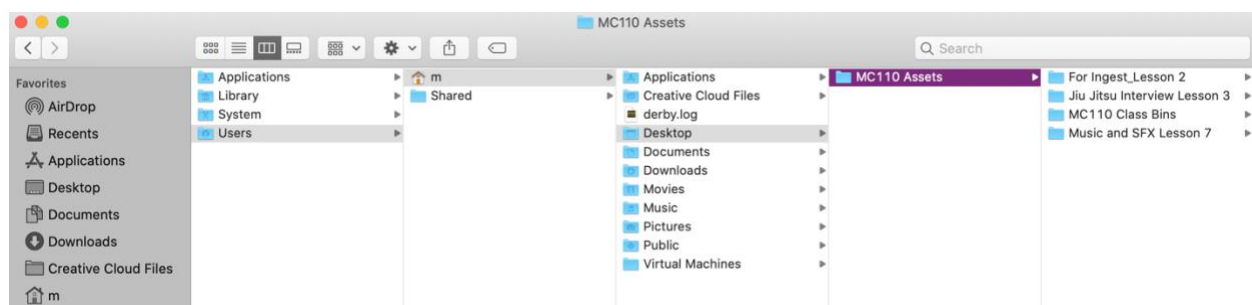 MC110 Assets
Search
Favorites
AirDrop
Recents
Applications
Desktop
Documents
Downloads
Creative Cloud Files
m
Applications
Library
System
Users
m
Shared
Applications
Creative Cloud Files
derby.log
Desktop
Documents
Downloads
Movies
Music
Pictures
Public
Virtual Machines
MC110 Assets
For Ingest_Lesson 2
Jiu Jitsu Interview Lesson 3
MC110 Class Bins
Music and SFX Lesson 7